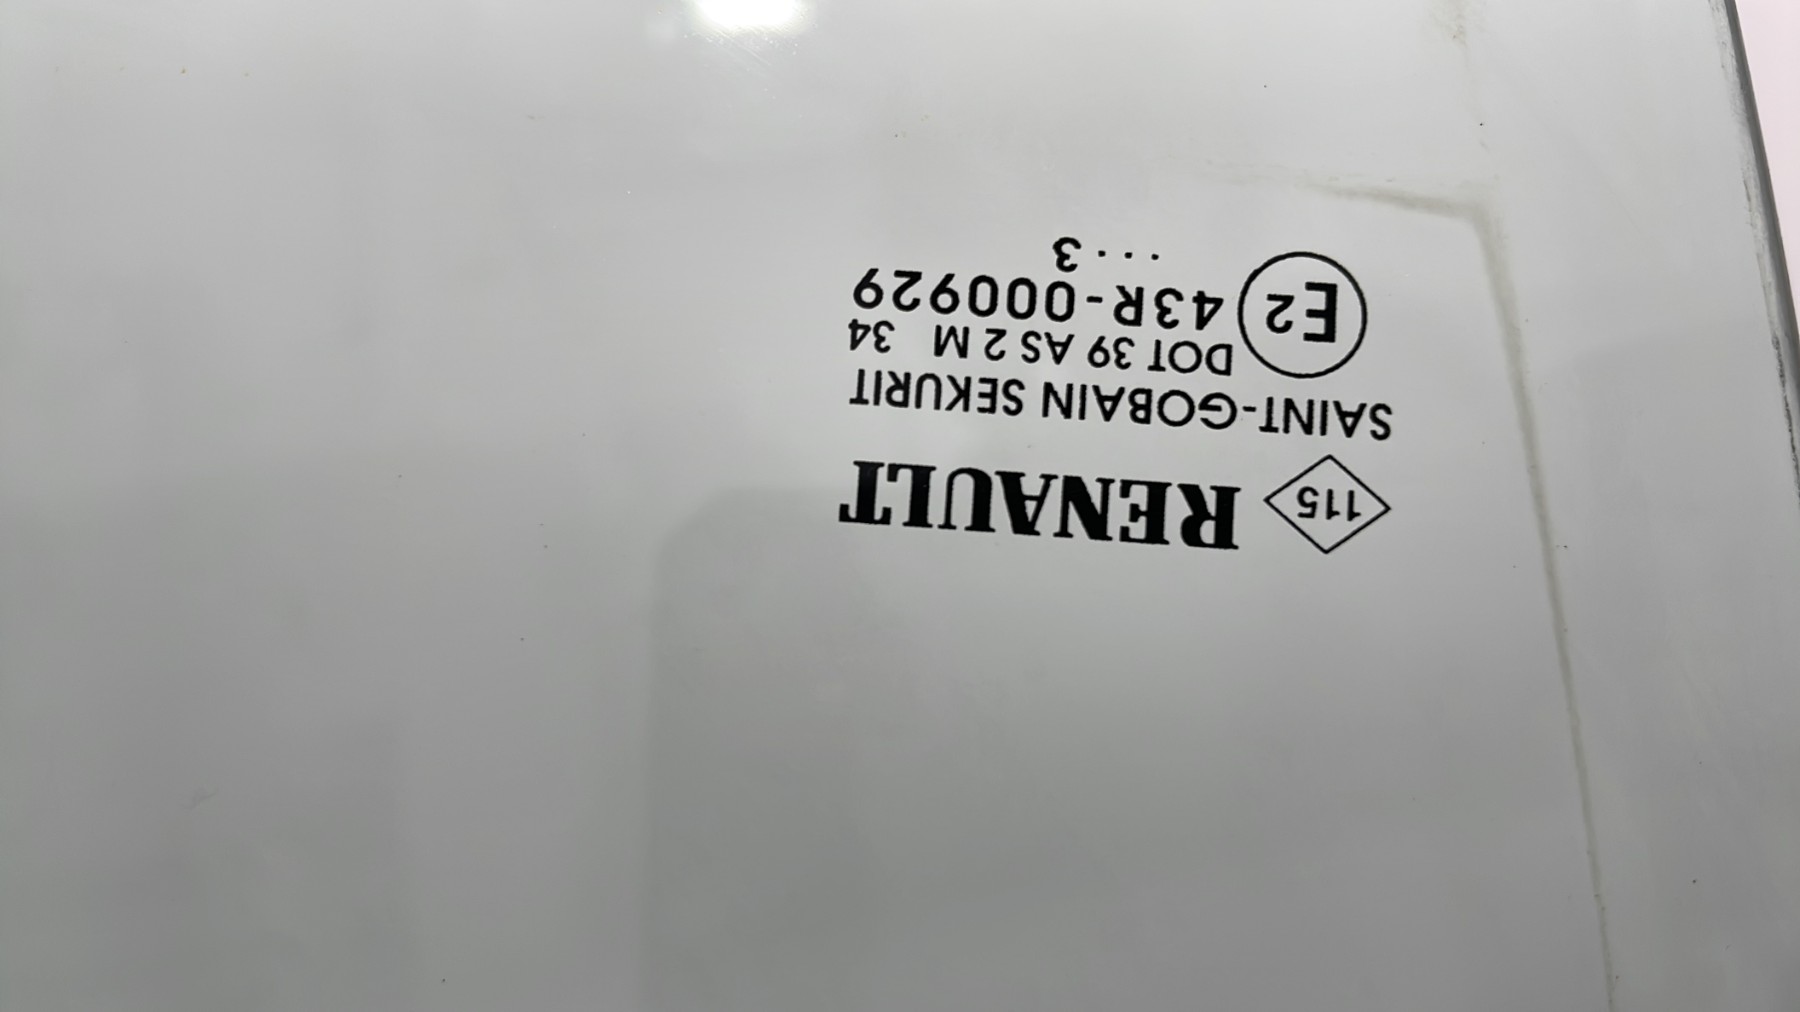 115 RENAULT
SAINT-GOBAIN SEKURIT
DOT 39 AS 2 M 34
E2 43R-000929
...3